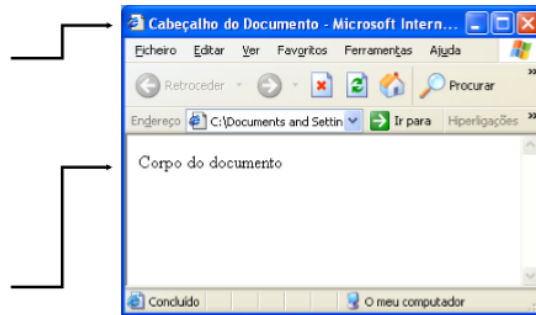 Cabeçalho do Documento - Microsoft Intern...
Ficheiro Editar Ver Favoritos Ferramentas Ajuda
Retroceder Procurar »
Endereço C:\Documents and Settin Ir para Hiperligações »
Corpo do documento
Concluído O meu computador